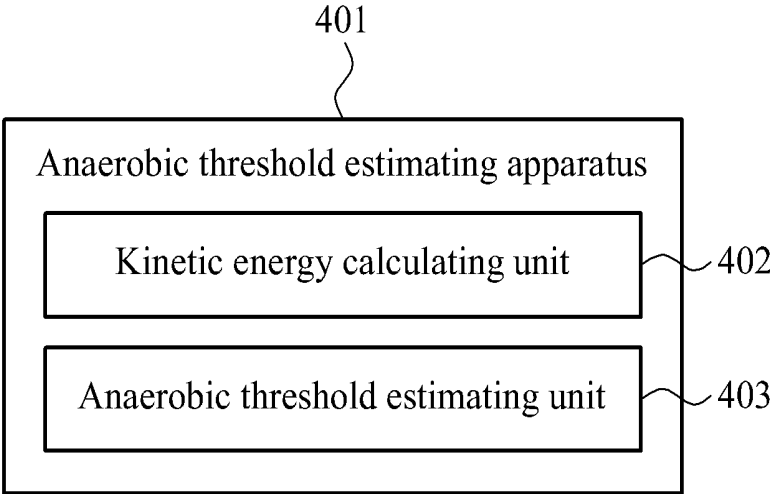 401
Anaerobic threshold estimating apparatus
Kinetic energy calculating unit
402
Anaerobic threshold estimating unit
403